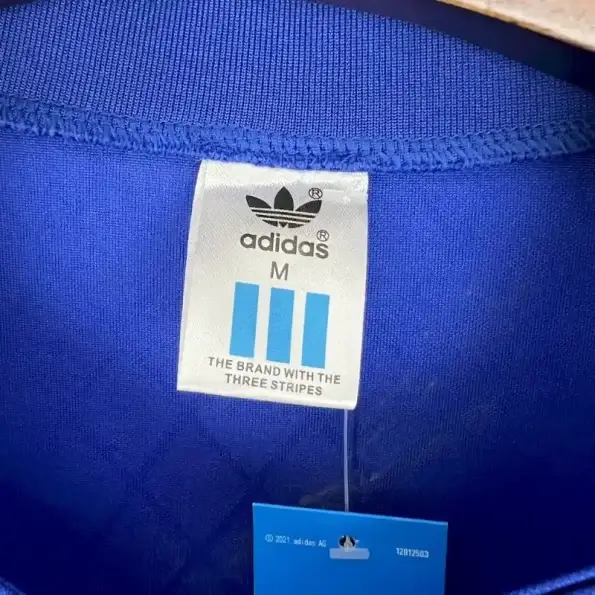 ®
adidas®
M
THE BRAND WITH THE
THREE STRIPES
© 2021 adidas AG
12812503